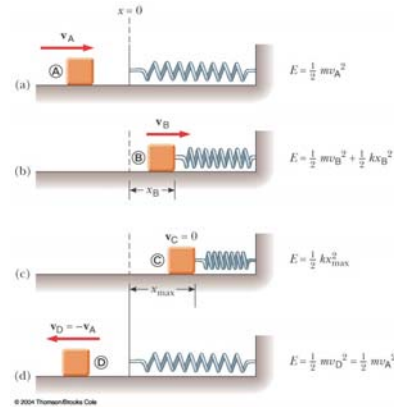 x = 0
v_A
Ⓐ
(a)
E = 1/2 mv_A²
v_B
Ⓑ
(b)
x_B
E = 1/2 mv_B² + 1/2 kx_B²
v_C = 0
Ⓒ
(c)
x_max
E = 1/2 kx²_max
v_D = −v_A
Ⓓ
(d)
E = 1/2 mv_D² = 1/2 mv_A²
© 2004 Thomson/Brooks Cole